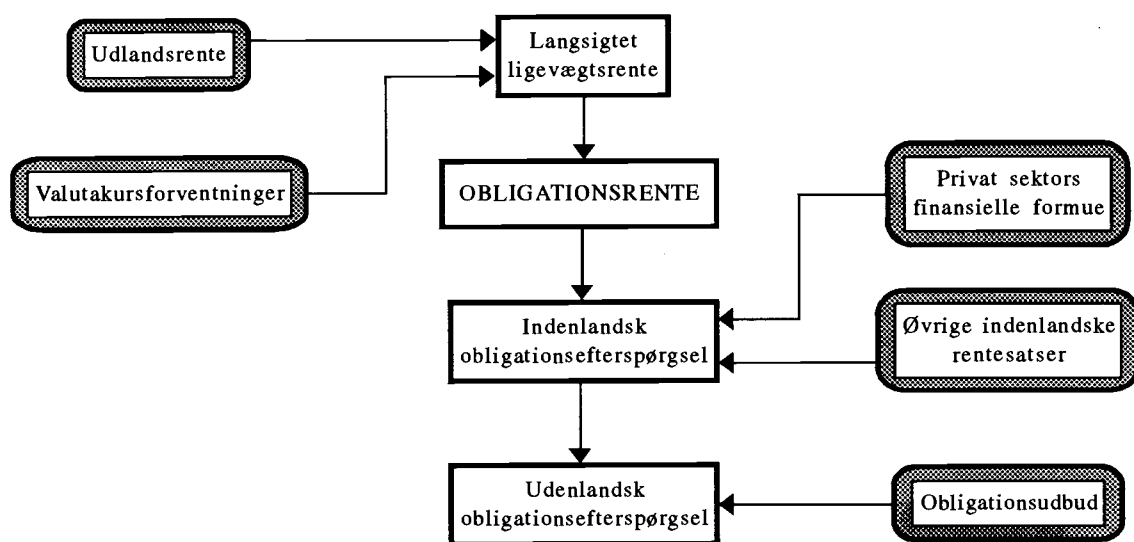 Udlandsrente
Langsigtet
ligevægtsrente
Valutakursforventninger
OBLIGATIONSRENTE
Privat sektors
finansielle formue
Indenlandsk
obligationsefterspørgsel
Øvrige indenlandske
rentesatser
Udenlandsk
obligationsefterspørgsel
Obligationsudbud